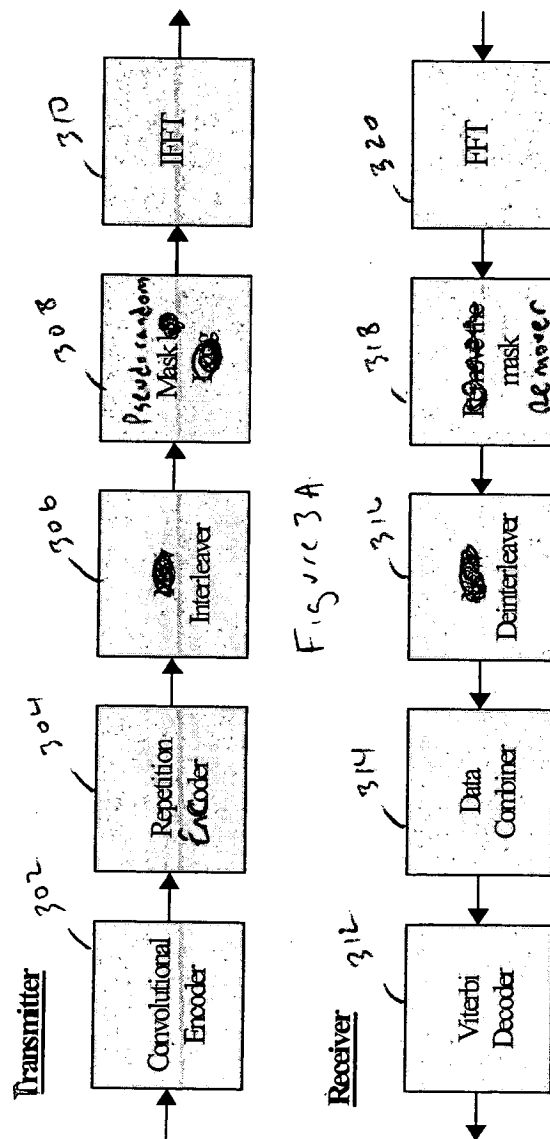 Transmitter
302
Convolutional
Encoder
304
Repetition
ENCoder
306
Interleaver
308
Pseudorandom
Mask
310
IFFT
Figure 3A
Receiver
312
Viterbi
Decoder
314
Data
Combiner
316
Deinterleaver
318
mask
remover
320
FFT